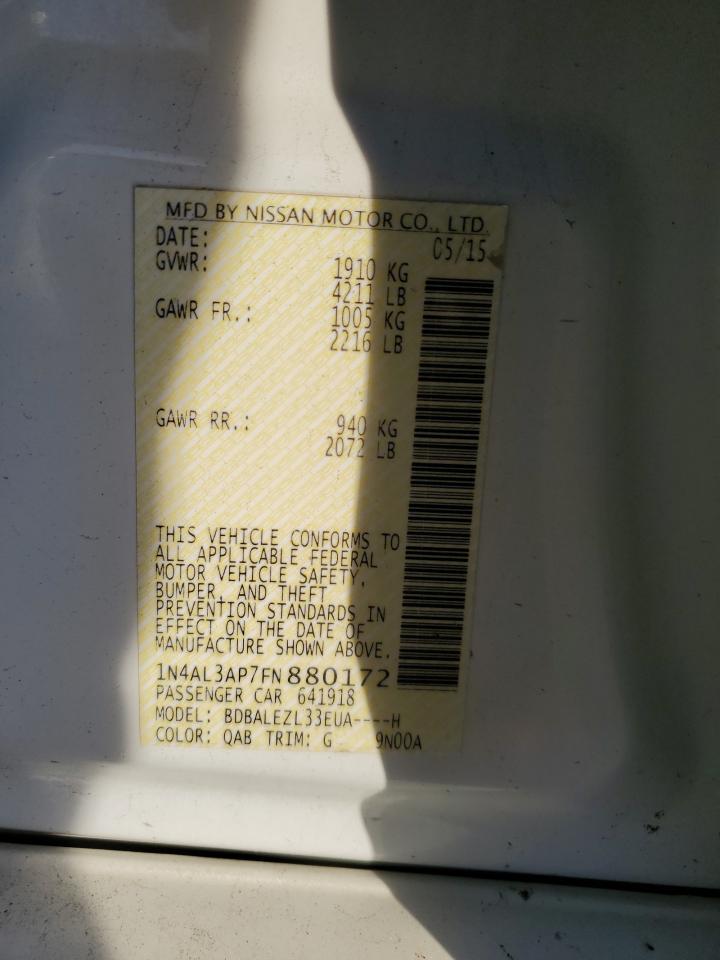 MFD BY NISSAN MOTOR CO., LTD.
DATE: 05/15
GVWR: 1910 KG
4211 LB
GAWR FR.: 1005 KG
2216 LB
GAWR RR.: 940 KG
2072 LB
THIS VEHICLE CONFORMS TO
ALL APPLICABLE FEDERAL
MOTOR VEHICLE SAFETY,
BUMPER, AND THEFT
PREVENTION STANDARDS IN
EFFECT ON THE DATE OF
MANUFACTURE SHOWN ABOVE.
1N4AL3AP7FN880172
PASSENGER CAR 641918
MODEL: BDBALEZL33EUA----H
COLOR: QAB TRIM: G 9N00A